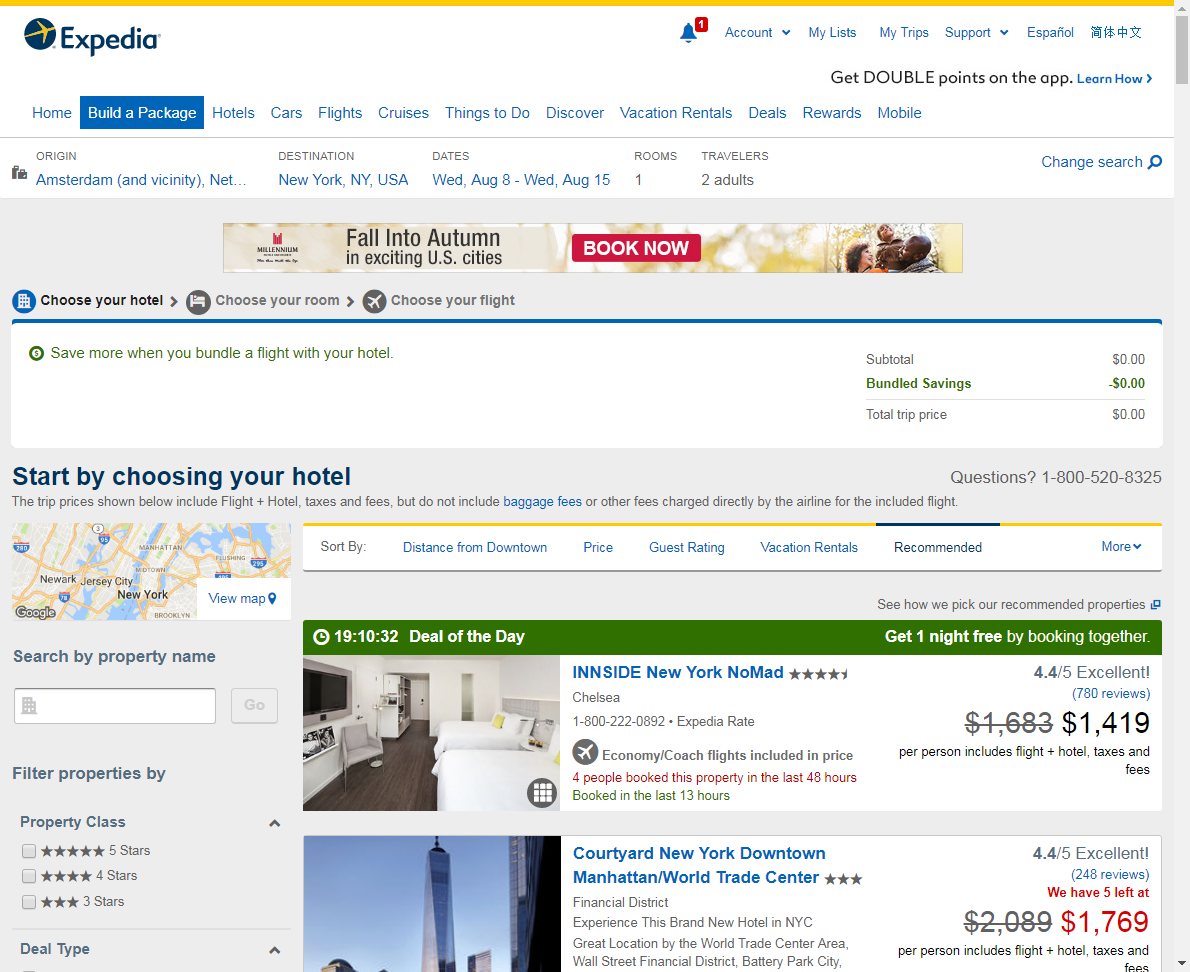 Expedia
1
Account
My Lists
My Trips
Support
Español
简体中文
Get DOUBLE points on the app. Learn How
Home
Build a Package
Hotels
Cars
Flights
Cruises
Things to Do
Discover
Vacation Rentals
Deals
Rewards
Mobile
ORIGIN
DESTINATION
DATES
ROOMS
TRAVELERS
Amsterdam (and vicinity), Net...
New York, NY, USA
Wed, Aug 8 - Wed, Aug 15
1
2 adults
Change search
MILLENNIUM
Fall Into Autumn
in exciting U.S. cities
BOOK NOW
Choose your hotel
Choose your room
Choose your flight
Save more when you bundle a flight with your hotel.
Subtotal $0.00
Bundled Savings -$0.00
Total trip price $0.00
Start by choosing your hotel
Questions? 1-800-520-8325
The trip prices shown below include Flight + Hotel, taxes and fees, but do not include baggage fees or other fees charged directly by the airline for the included flight.
3
95
280
MANHATTAN
FLUSHING
MIDTOWN
295
Newark
Jersey City
78
New York
BROOKLYN
Google
View map
Sort By:
Distance from Downtown
Price
Guest Rating
Vacation Rentals
Recommended
More
See how we pick our recommended properties
Search by property name
Go
Filter properties by
Property Class
5 Stars
4 Stars
3 Stars
Deal Type
19:10:32 Deal of the Day
Get 1 night free by booking together.
INNSIDE New York NoMad
Chelsea
1-800-222-0892 • Expedia Rate
Economy/Coach flights included in price
4 people booked this property in the last 48 hours
Booked in the last 13 hours
4.4/5 Excellent!
(780 reviews)
$1,683 $1,419
per person includes flight + hotel, taxes and
fees
Courtyard New York Downtown
Manhattan/World Trade Center
Financial District
Experience This Brand New Hotel in NYC
Great Location by the World Trade Center Area,
Wall Street Financial District, Battery Park City,
4.4/5 Excellent!
(248 reviews)
We have 5 left at
$2,089 $1,769
per person includes flight + hotel, taxes and
fees